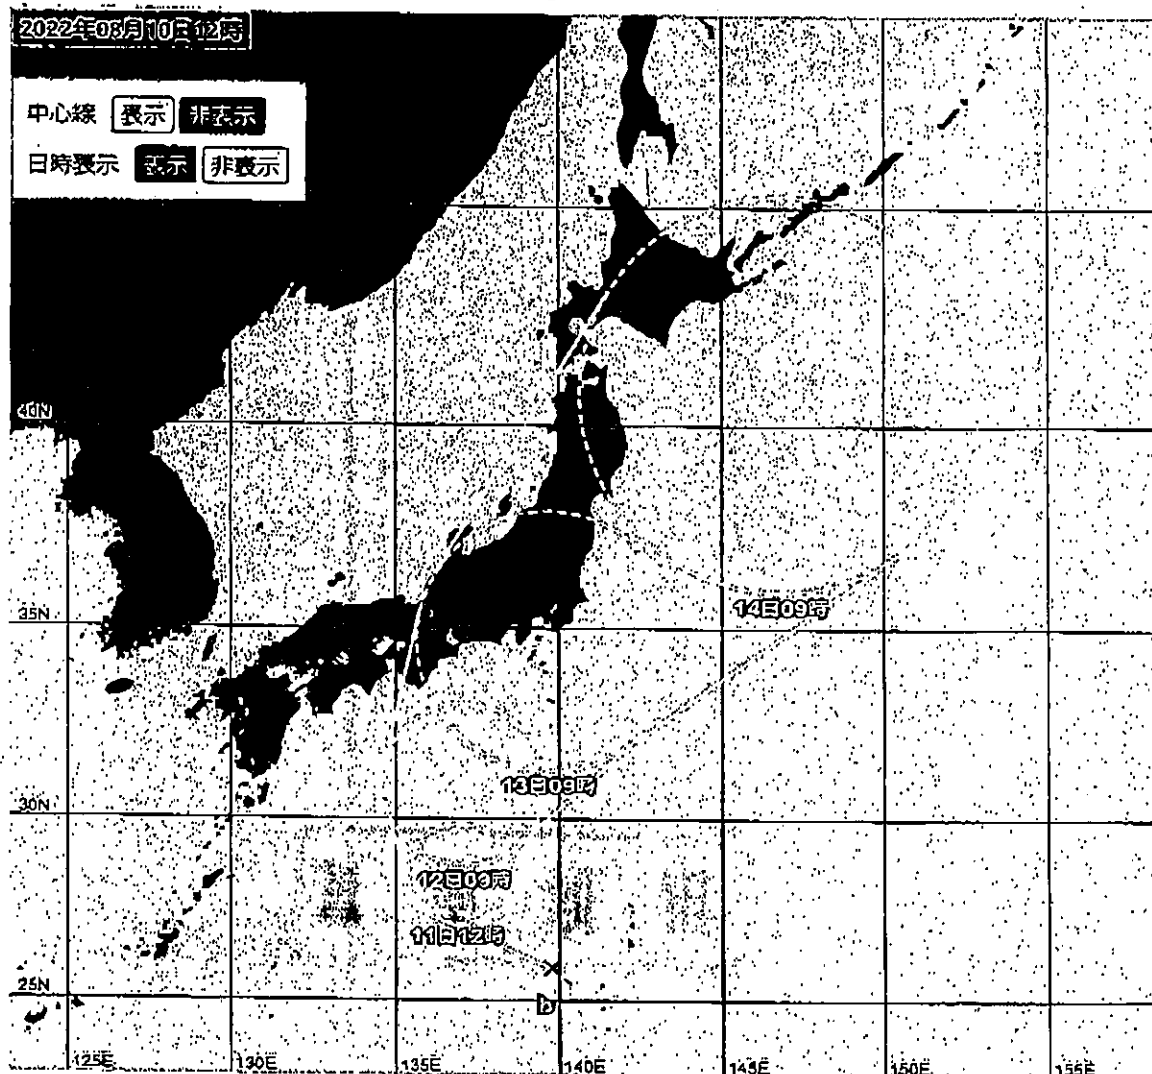 2022年08月10日12時
中心線 表示 非表示
日時表示 表示 非表示
40N
35N
14日09時
13日09時
30N
12日09時
11日12時
25N
b
125E 130E 135E 140E 145E 150E 155E